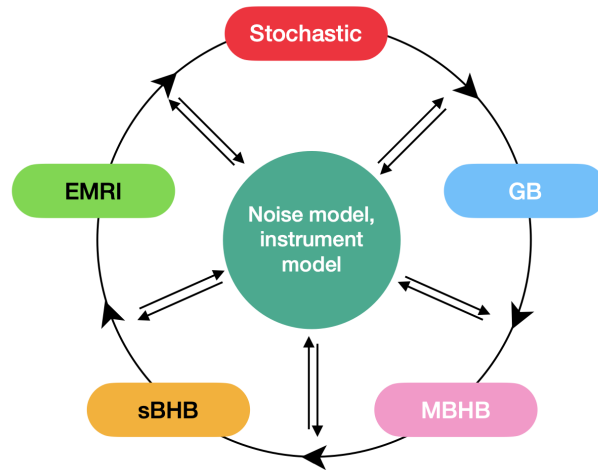 Stochastic
EMRI
GB
Noise model,
instrument
model
sBHB
MBHB